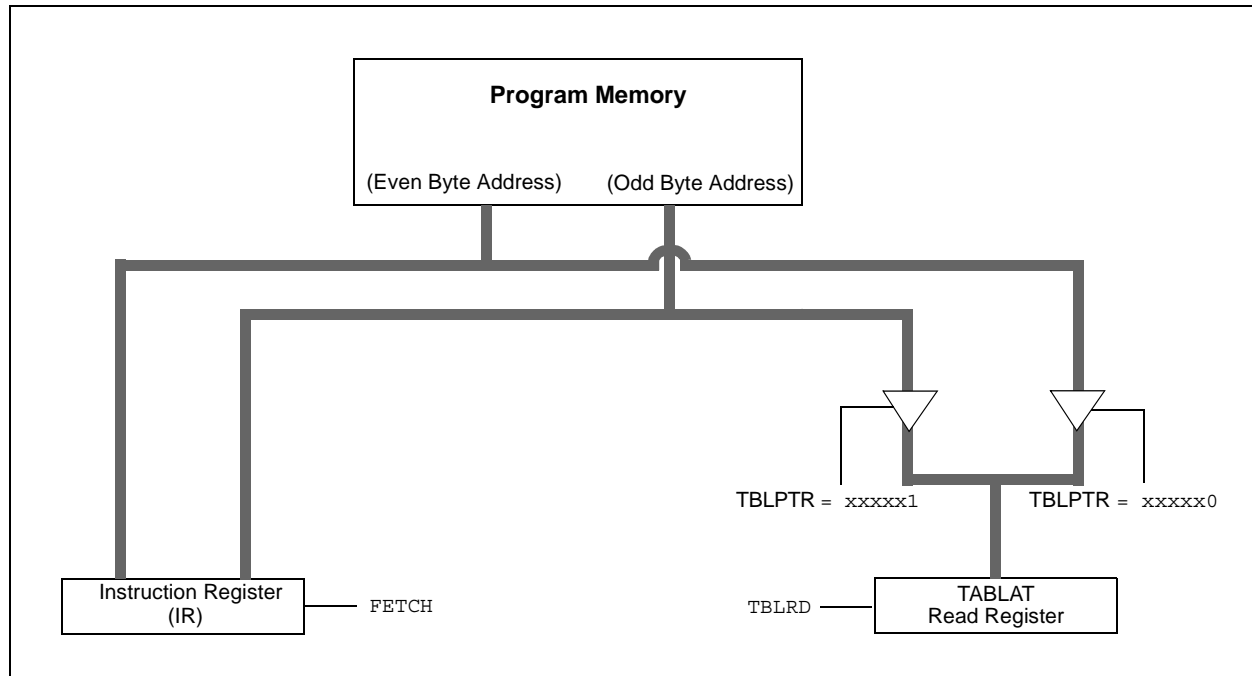 Program Memory
(Even Byte Address) (Odd Byte Address)
TBLPTR = xxxxx1
TBLPTR = xxxxx0
Instruction Register
(IR)
FETCH
TBLRD
TABLAT
Read Register